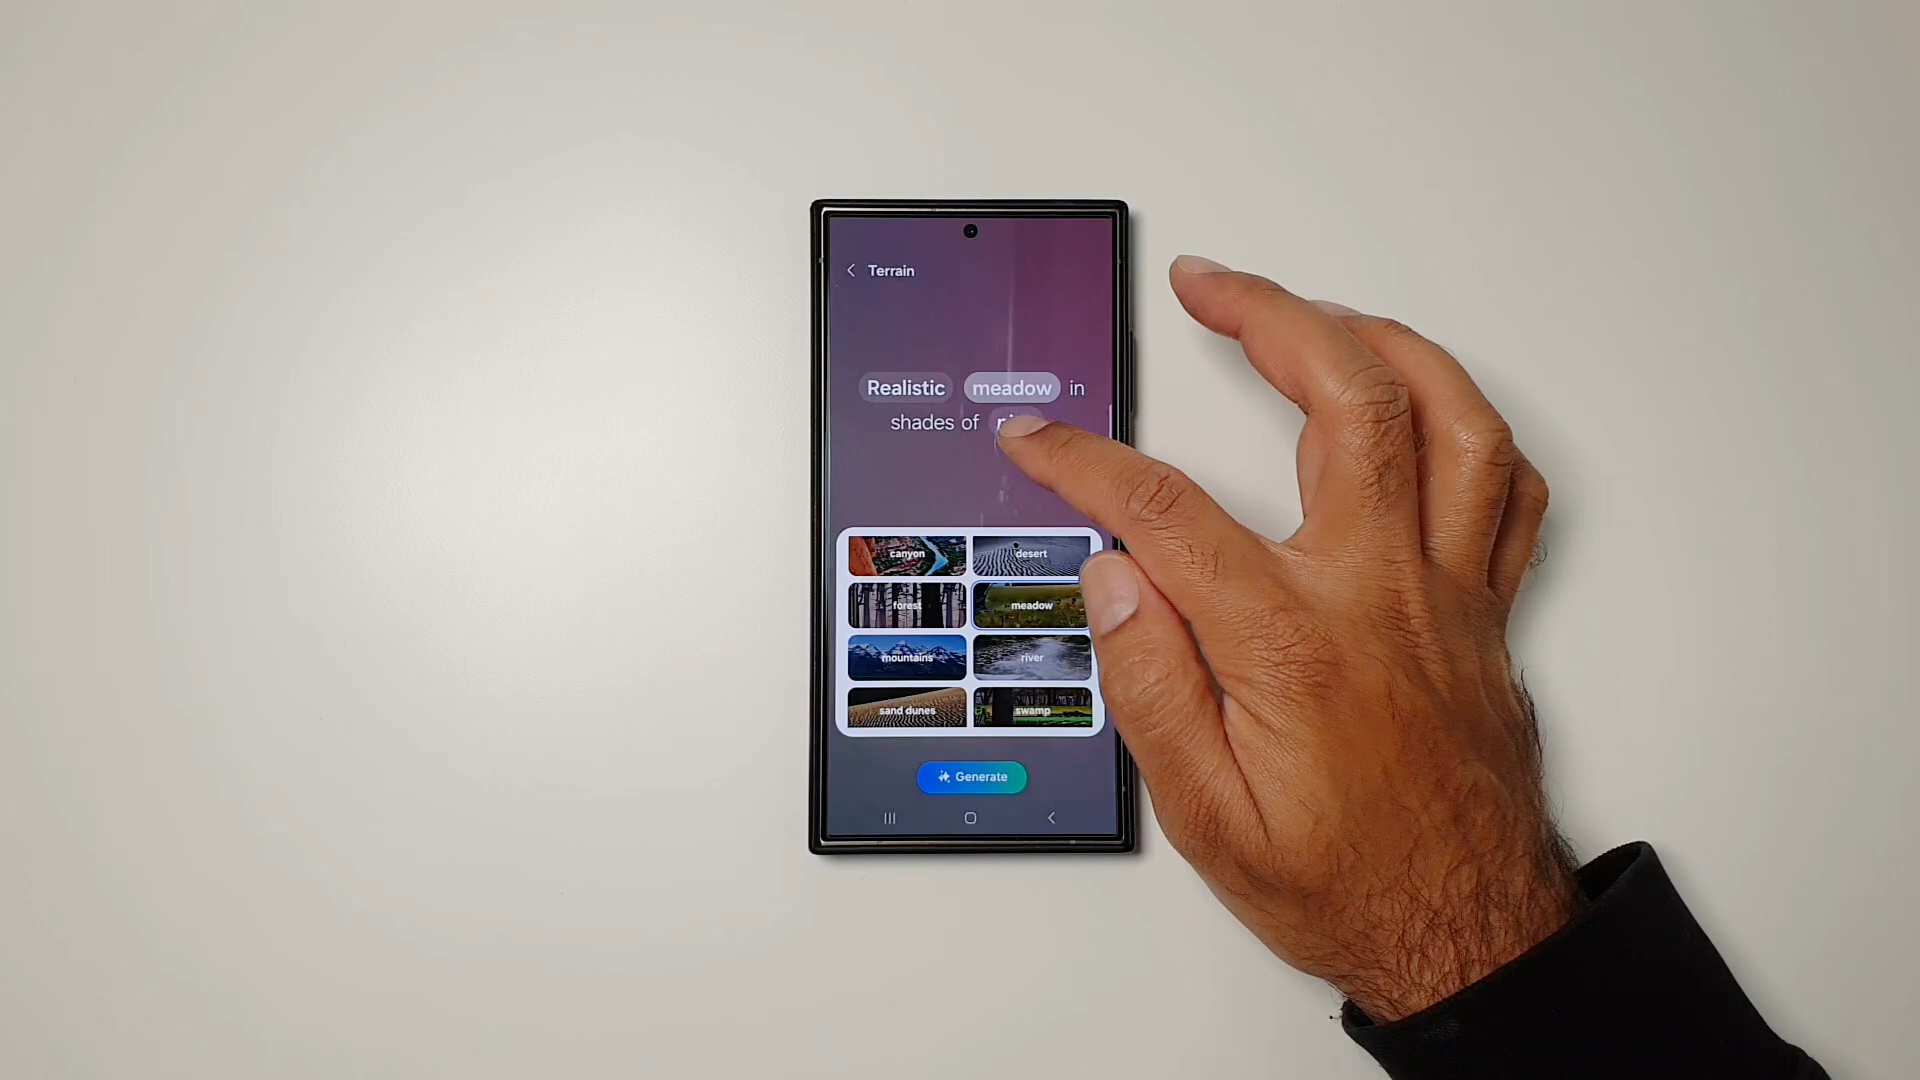 Terrain
Realistic meadow in
shades of
canyon
desert
forest
meadow
mountains
river
sand dunes
swamp
Generate